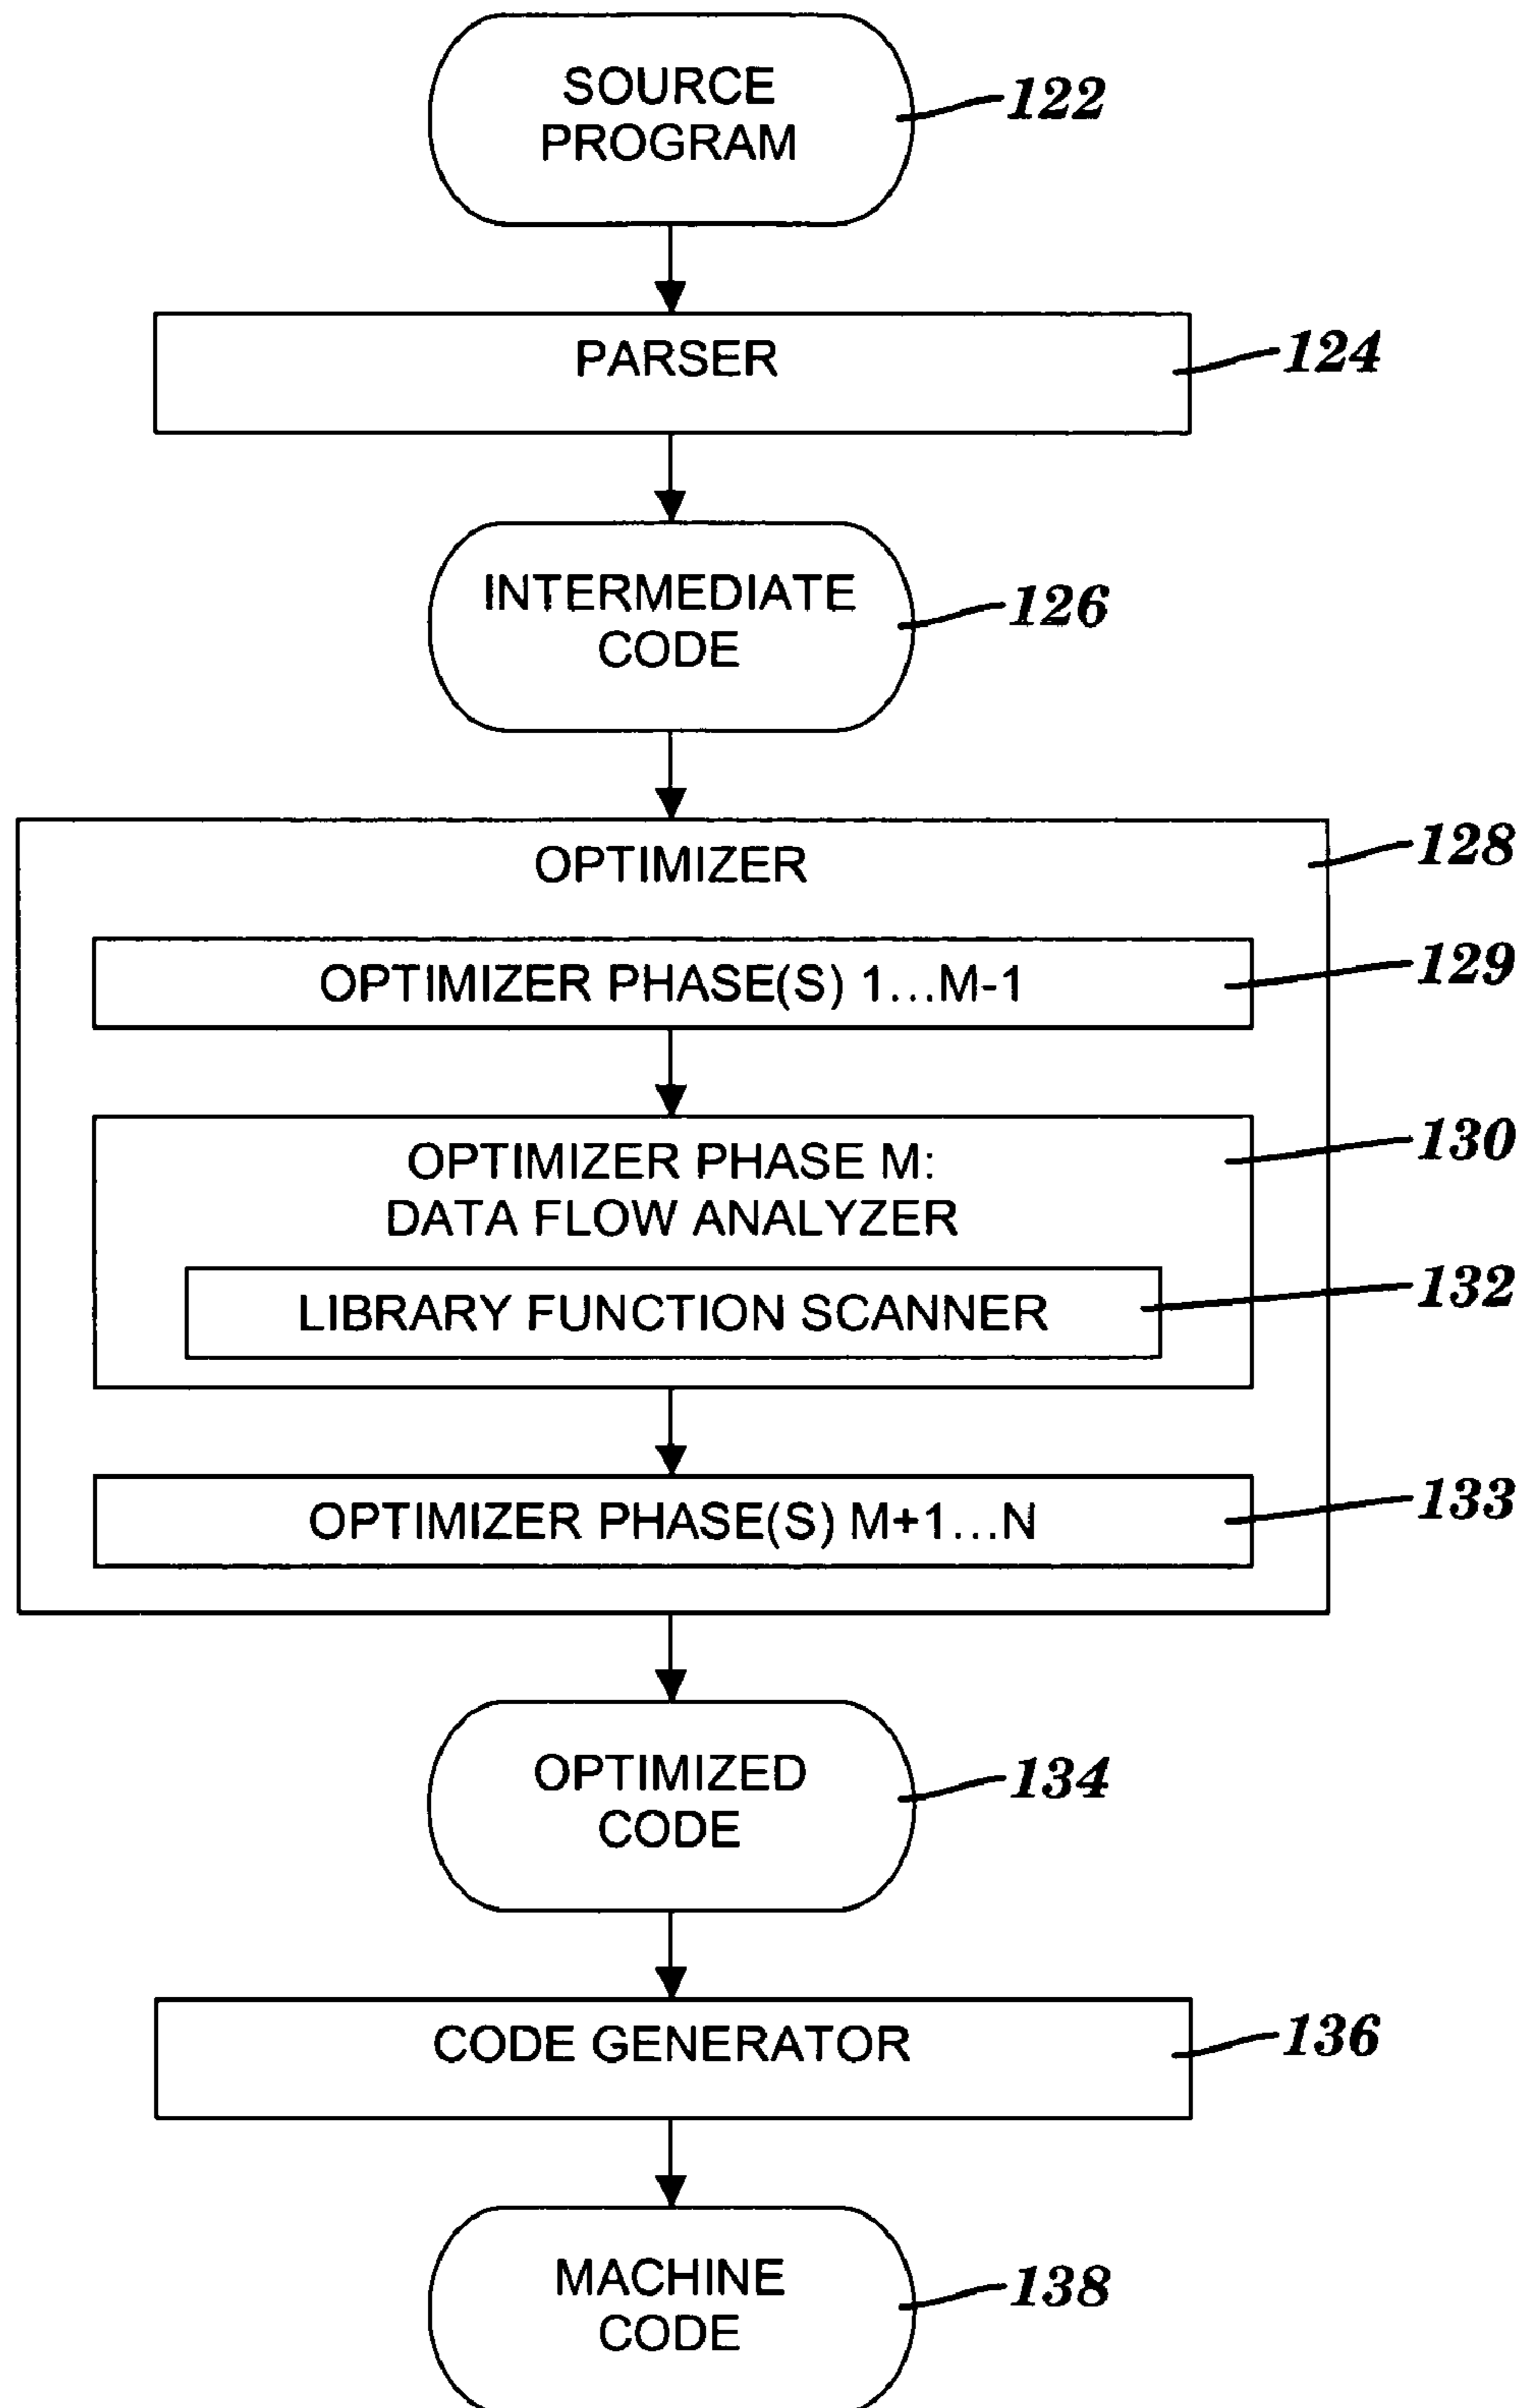 SOURCE
PROGRAM
122
PARSER
124
INTERMEDIATE
CODE
126
OPTIMIZER
128
OPTIMIZER PHASE(S) 1...M-1
129
OPTIMIZER PHASE M:
DATA FLOW ANALYZER
130
LIBRARY FUNCTION SCANNER
132
OPTIMIZER PHASE(S) M+1...N
133
OPTIMIZED
CODE
134
CODE GENERATOR
136
MACHINE
CODE
138